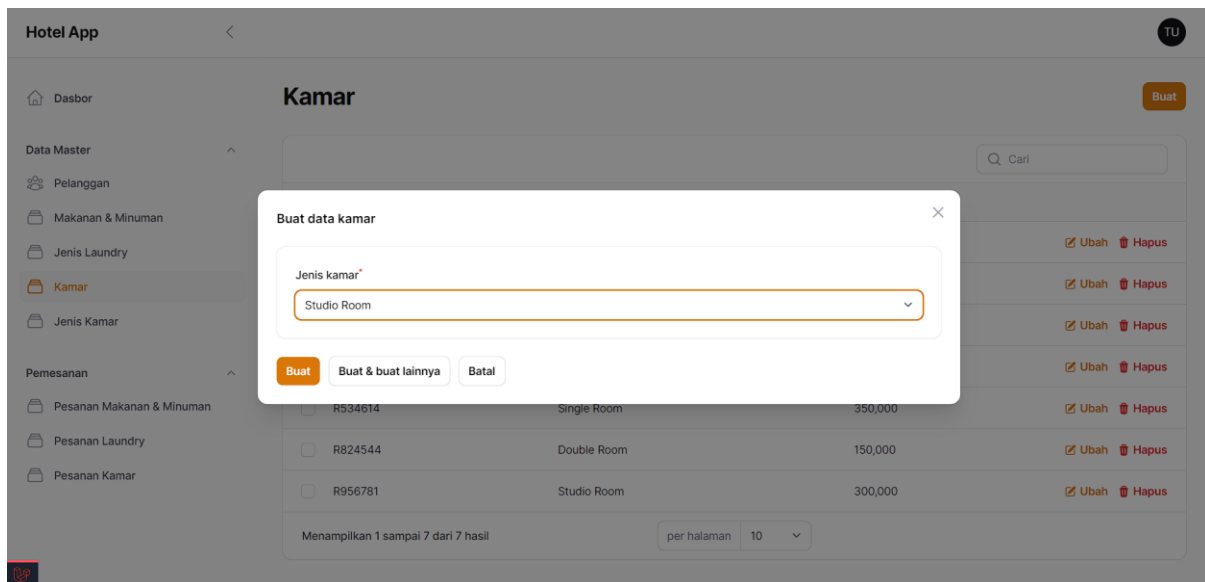 Hotel App
TU
Dasbor
Kamar
Buat
Data Master
Cari
Pelanggan
Makanan & Minuman
Buat data kamar
Jenis Laundry
Ubah Hapus
Jenis kamar*
Kamar
Ubah Hapus
Studio Room
Jenis Kamar
Ubah Hapus
Pemesanan
Buat Buat & buat lainnya Batal
Ubah Hapus
Pesanan Makanan & Minuman
R534614 Single Room 350,000 Ubah Hapus
Pesanan Laundry
R824544 Double Room 150,000 Ubah Hapus
Pesanan Kamar
R956781 Studio Room 300,000 Ubah Hapus
Menampilkan 1 sampai 7 dari 7 hasil per halaman 10